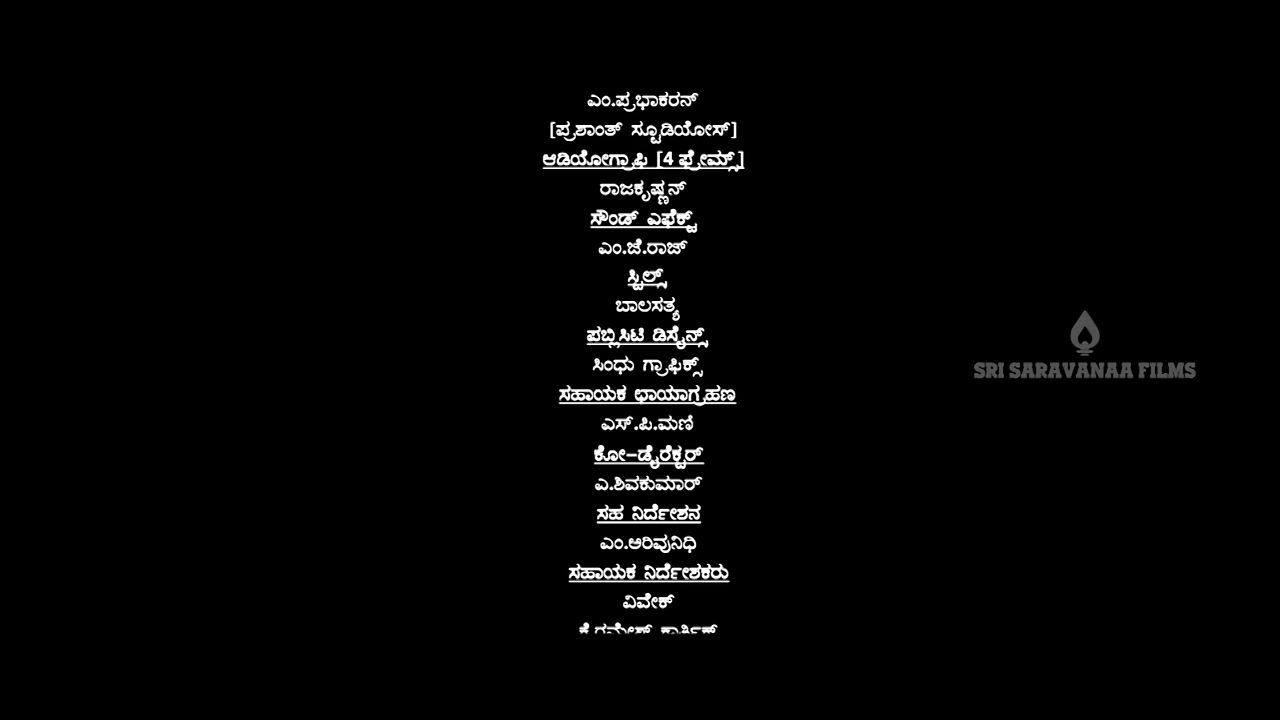 ಎಂ.ಪ್ರಭಾಕರನ್
[ಪ್ರಶಾಂತ್ ಸ್ಟೂಡಿಯೋಸ್]
ಆಡಿಯೋಗ್ರಾಫಿ [4 ಫ್ರೇಮ್ಸ್]
ರಾಜಕೃಷ್ಣನ್
ಸೌಂಡ್ ಎಫೆಕ್ಟ್
ಎಂ.ಜೆ.ರಾಜ್
ಸ್ಟಿಲ್ಸ್
ಬಾಲಸತ್ಯ
ಪಬ್ಲಿಸಿಟಿ ಡಿಸೈನ್ಸ್
ಸಿಂಧು ಗ್ರಾಫಿಕ್ಸ್
ಸಹಾಯಕ ಛಾಯಾಗ್ರಹಣ
ಎಸ್.ಪಿ.ಮಣಿ
ಕೋ-ಡೈರೆಕ್ಟರ್
ಎ.ಶಿವಕುಮಾರ್
ಸಹ ನಿರ್ದೇಶನ
ಎಂ.ಅರಿವುನಿಧಿ
ಸಹಾಯಕ ನಿರ್ದೇಶಕರು
ವಿವೇಕ್
ಕೆ.ರಮೇಶ್ ಕಾರ್ತಿಕ್
SRI SARAVANAA FILMS